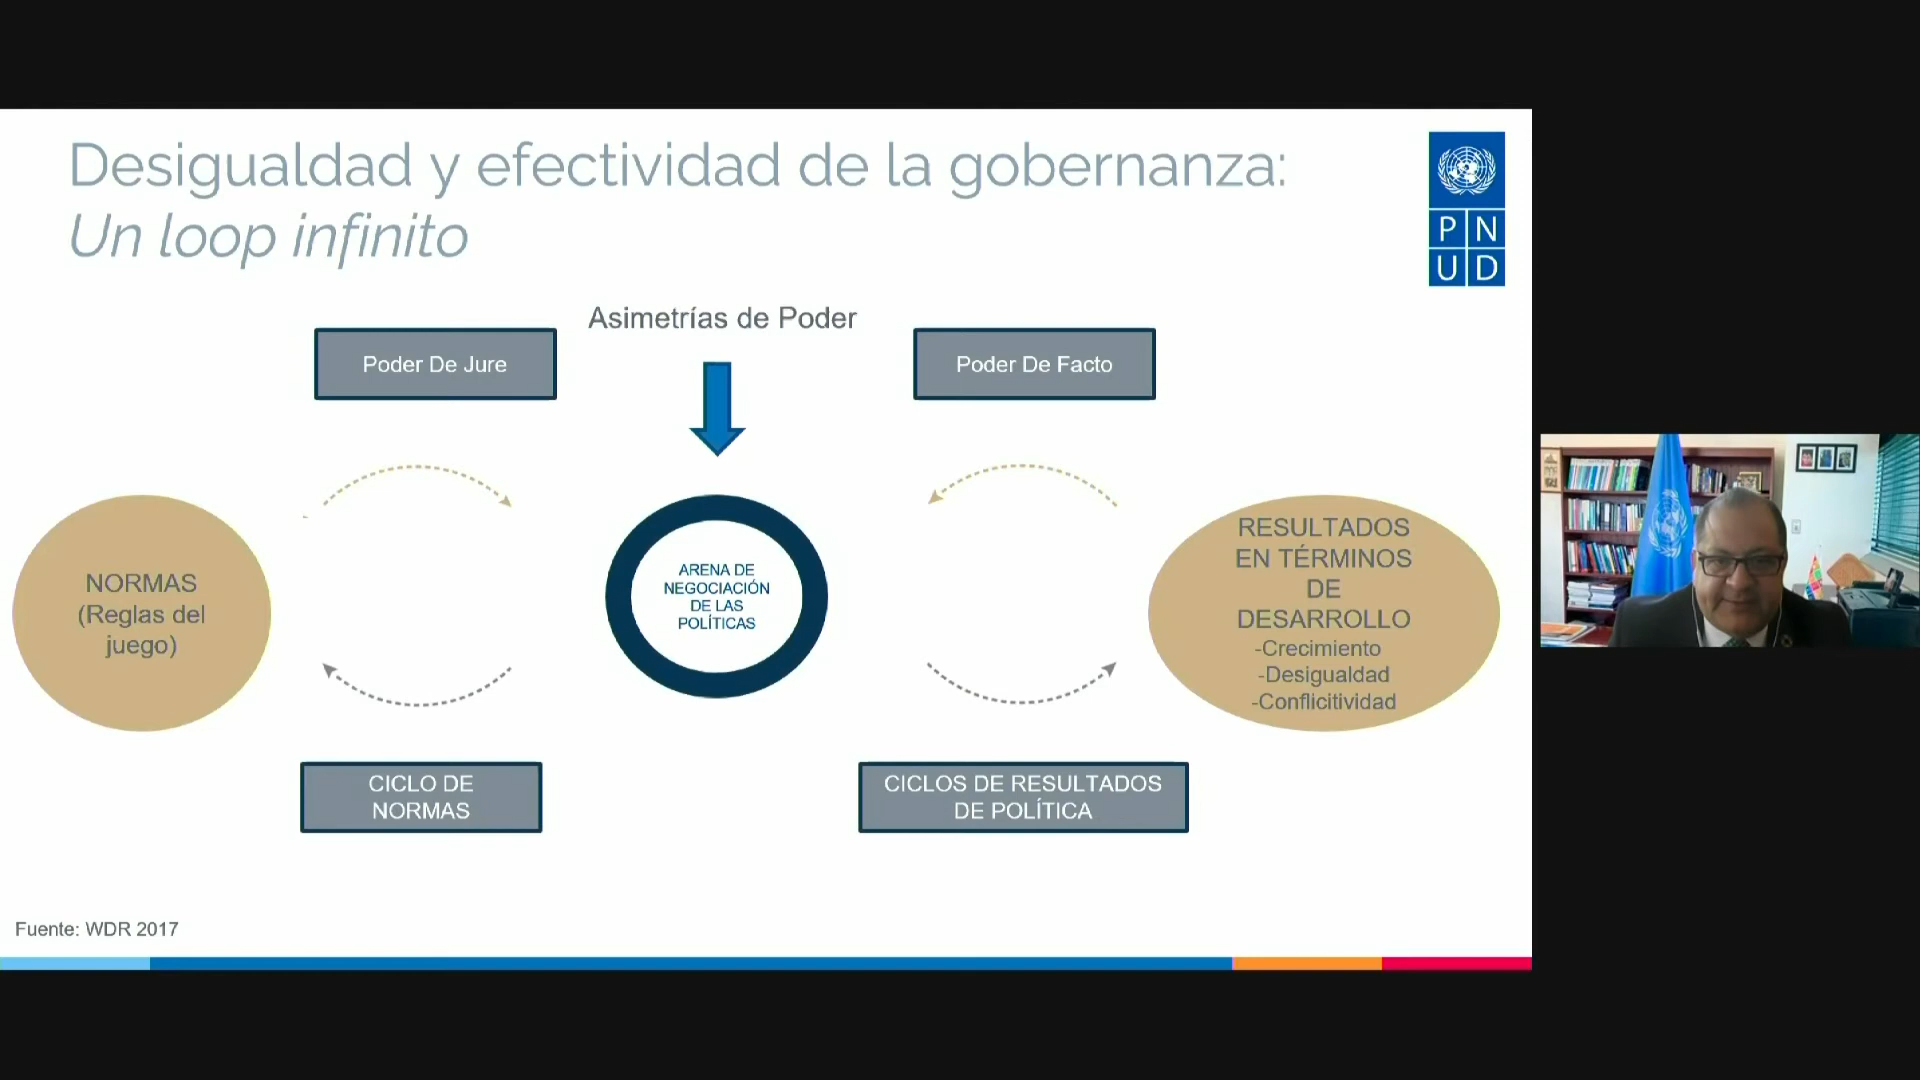 Desigualdad y efectividad de la gobernanza:
Un loop infinito
P N
U D
Asimetrías de Poder
Poder De Jure
Poder De Facto
NORMAS
(Reglas del
juego)
ARENA DE
NEGOCIACIÓN
DE LAS
POLÍTICAS
RESULTADOS
EN TÉRMINOS
DE
DESARROLLO
-Crecimiento
-Desigualdad
-Conflicitividad
CICLO DE
NORMAS
CICLOS DE RESULTADOS
DE POLÍTICA
Fuente: WDR 2017